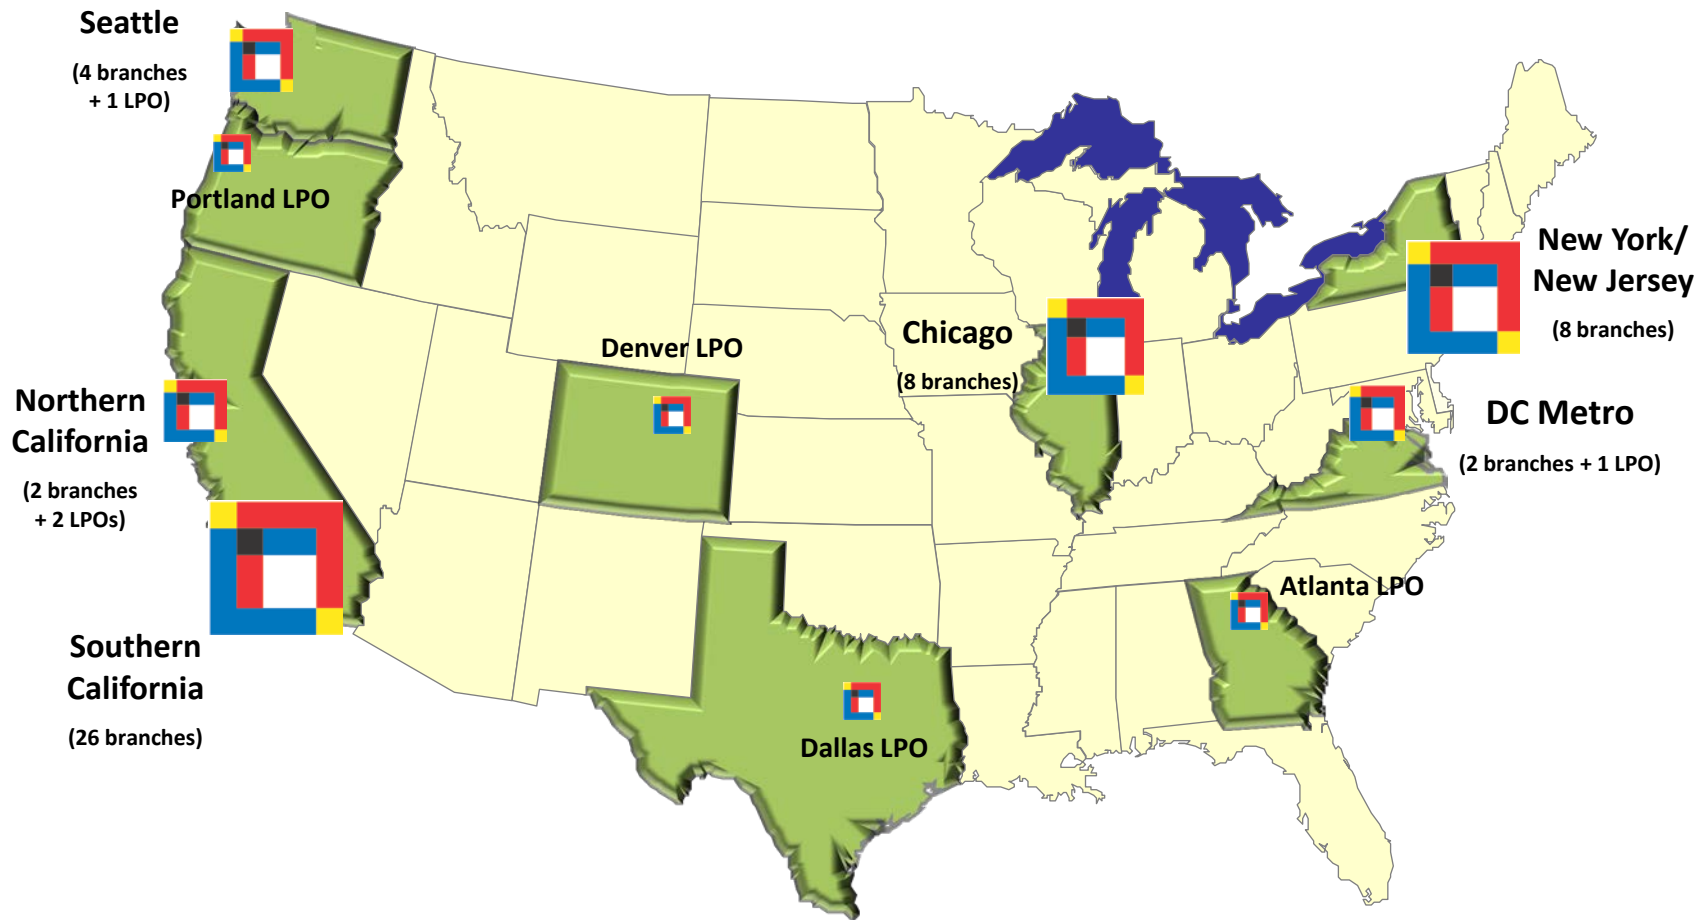 Seattle
(4 branches
+ 1 LPO)
Portland LPO
Northern
California
(2 branches
+ 2 LPOs)
Southern
California
(26 branches)
Denver LPO
Dallas LPO
Chicago
(8 branches)
New York/
New Jersey
(8 branches)
DC Metro
(2 branches + 1 LPO)
Atlanta LPO